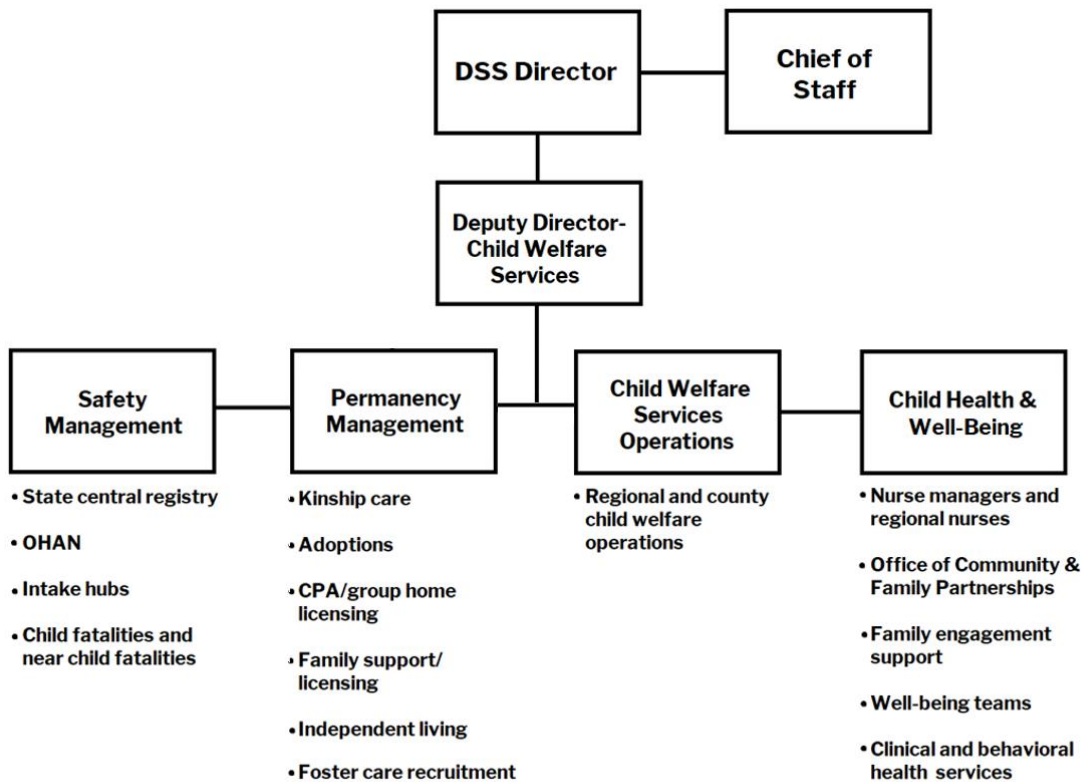 DSS Director
Chief of
Staff
Deputy Director-
Child Welfare
Services
Safety
Management
• State central registry
• OHAN
• Intake hubs
• Child fatalities and
near child fatalities
Permanency
Management
• Kinship care
• Adoptions
• CPA/group home
licensing
• Family support/
licensing
• Independent living
• Foster care recruitment
Child Welfare
Services
Operations
• Regional and county
child welfare
operations
Child Health &
Well-Being
• Nurse managers and
regional nurses
• Office of Community &
Family Partnerships
• Family engagement
support
• Well-being teams
• Clinical and behavioral
health services